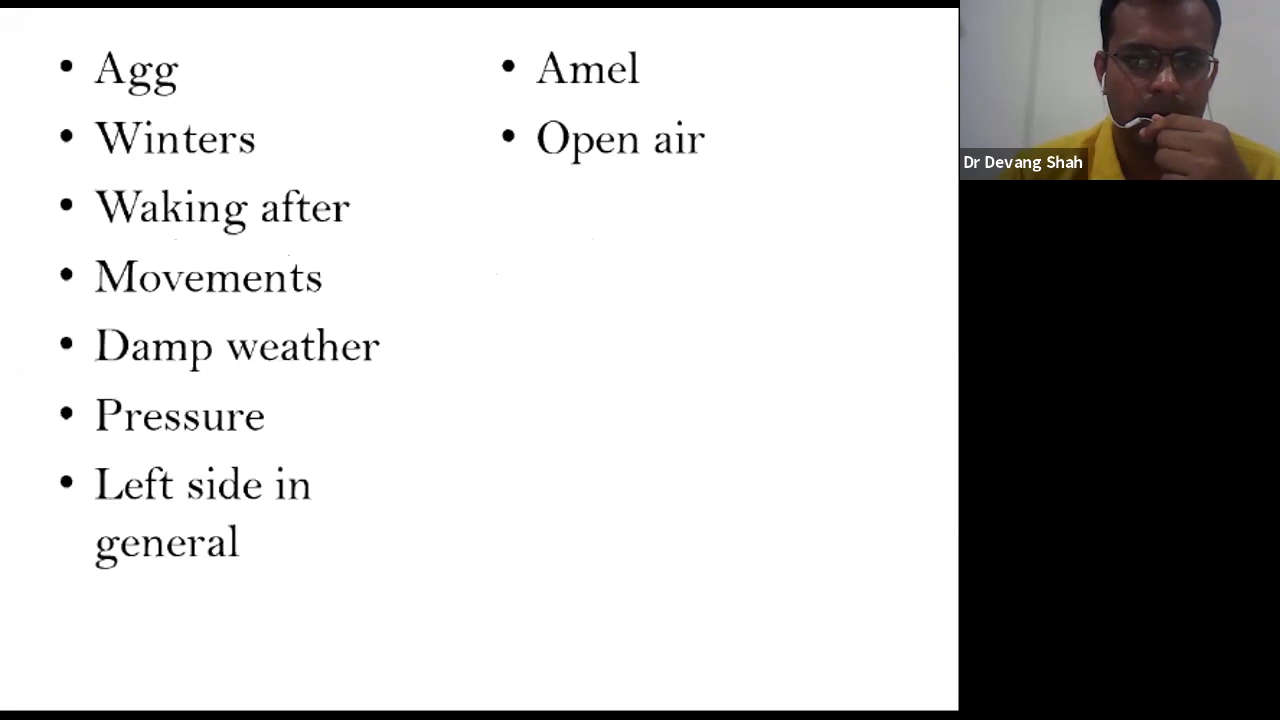 • Agg
• Winters
• Waking after
• Movements
• Damp weather
• Pressure
• Left side in
general
• Amel
• Open air
Dr Devang Shah